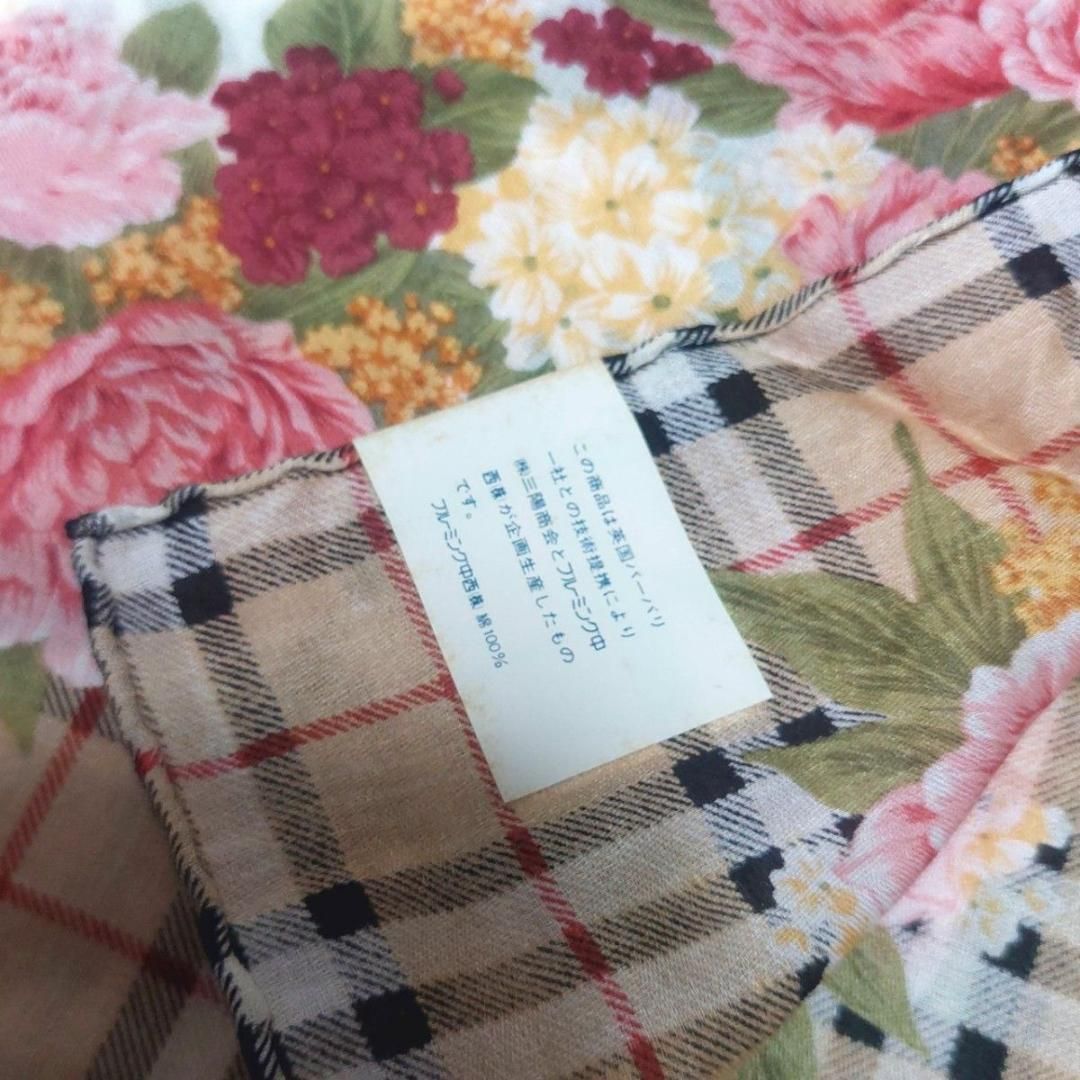 この商品は英国バーバリ
ー社との技術提携により
㈱三陽商会とブルーミング中
西㈱が企画生産したもの
です。
ブルーミング中西㈱ 綿100%